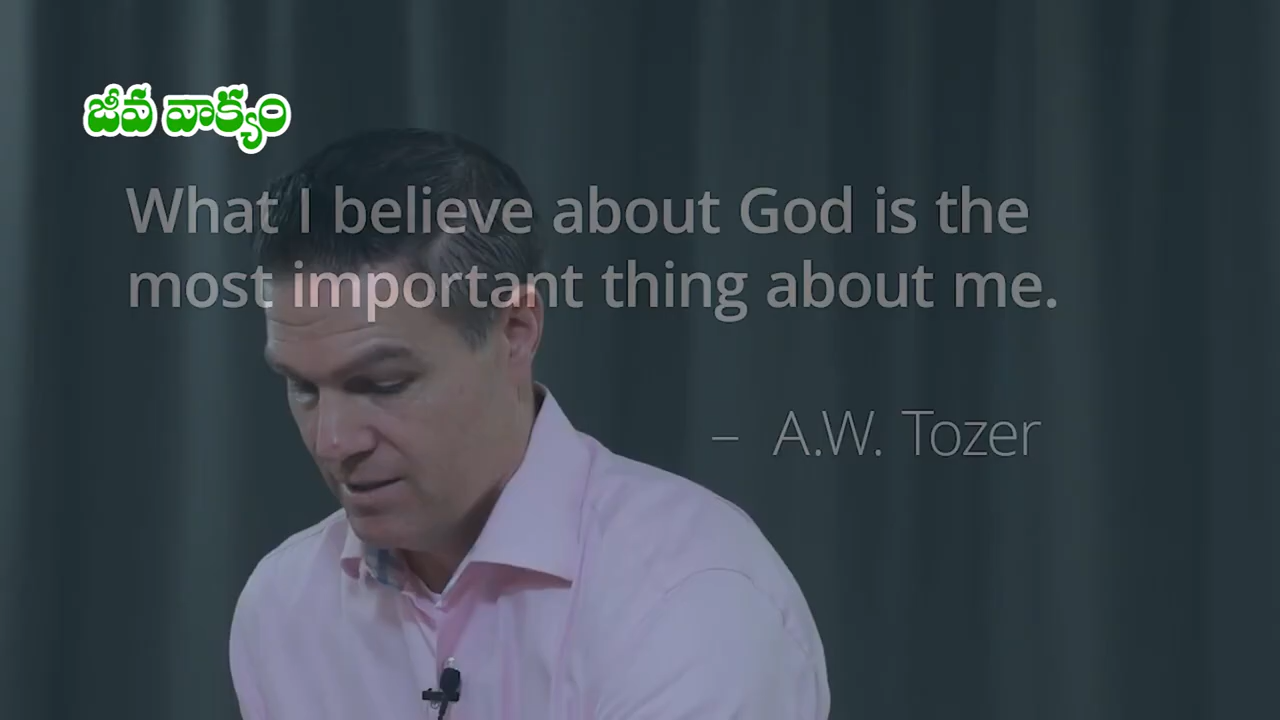 జీవ వాక్యం
What I believe about God is the
most important thing about me.
– A.W. Tozer